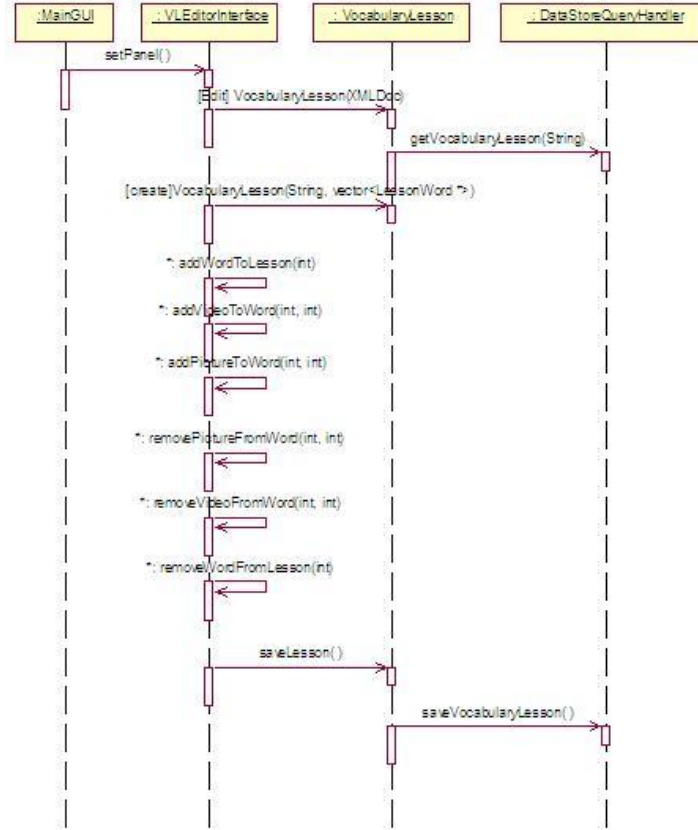 :MainGUI
: VLEditorInterface
: VocabularyLesson
: DataStoreQueryHandler
setPanel()
[Edit] VocabularyLesson(XMLDoc)
getVocabularyLesson(String)
[create]VocabularyLesson(String, vector<LessonWord *>)
*: addWordToLesson(int)
*: addVideoToWord(int, int)
*: addPictureToWord(int, int)
*: removePictureFromWord(int, int)
*: removeVideoFromWord(int, int)
*: removeWordFromLesson(int)
saveLesson()
saveVocabularyLesson()